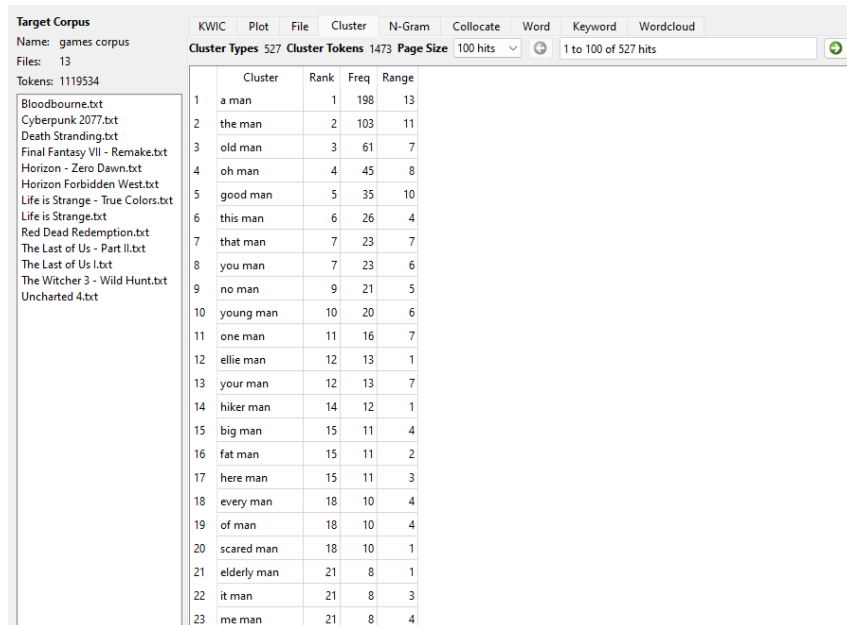 Target Corpus
Name: games corpus
Files: 13
Tokens: 1119534
Bloodbourne.txt
Cyberpunk 2077.txt
Death Stranding.txt
Final Fantasy VII - Remake.txt
Horizon - Zero Dawn.txt
Horizon Forbidden West.txt
Life is Strange - True Colors.txt
Life is Strange.txt
Red Dead Redemption.txt
The Last of Us - Part II.txt
The Last of Us I.txt
The Witcher 3 - Wild Hunt.txt
Uncharted 4.txt
KWIC Plot File Cluster N-Gram Collocate Word Keyword Wordcloud
Cluster Types 527 Cluster Tokens 1473 Page Size 100 hits 1 to 100 of 527 hits
Cluster Rank Freq Range
1 a man 1 198 13
2 the man 2 103 11
3 old man 3 61 7
4 oh man 4 45 8
5 good man 5 35 10
6 this man 6 26 4
7 that man 7 23 7
8 you man 7 23 6
9 no man 9 21 5
10 young man 10 20 6
11 one man 11 16 7
12 ellie man 12 13 1
13 your man 12 13 7
14 hiker man 14 12 1
15 big man 15 11 4
16 fat man 15 11 2
17 here man 15 11 3
18 every man 18 10 4
19 of man 18 10 4
20 scared man 18 10 1
21 elderly man 21 8 1
22 it man 21 8 3
23 me man 21 8 4